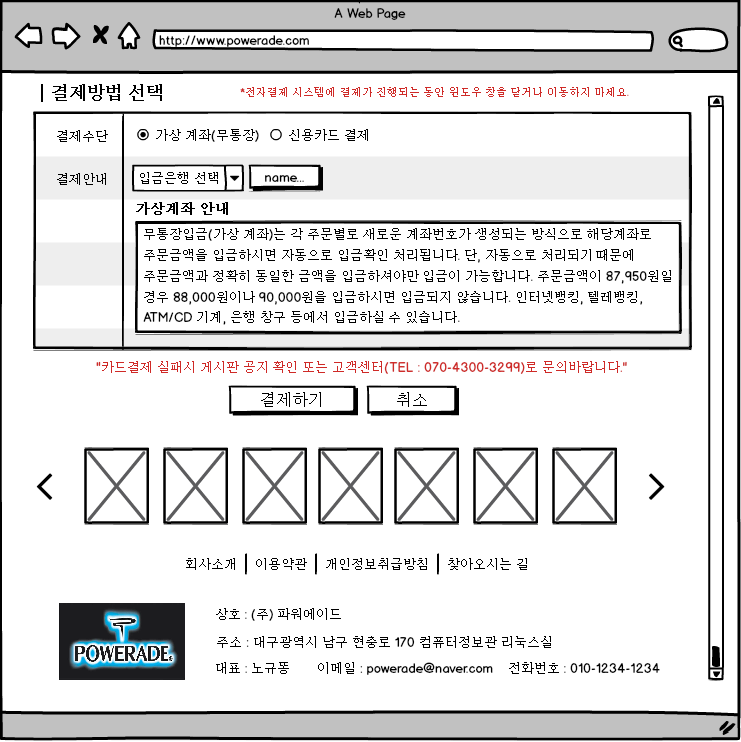 A Web Page
http://www.powerade.com
| 결제방법 선택
*전자결제 시스템에 결제가 진행되는 동안 윈도우 창을 닫거나 이동하지 마세요.
결제수단
가상 계좌(무통장) 신용카드 결제
결제안내
입금은행 선택 name...
가상계좌 안내
무통장입금(가상 계좌)는 각 주문별로 새로운 계좌번호가 생성되는 방식으로 해당계좌로
주문금액을 입금하시면 자동으로 입금확인 처리됩니다. 단, 자동으로 처리되기 때문에
주문금액과 정확히 동일한 금액을 입금하셔야만 입금이 가능합니다. 주문금액이 87,950원일
경우 88,000원이나 90,000원을 입금하시면 입금되지 않습니다. 인터넷뱅킹, 텔레뱅킹,
ATM/CD 기계, 은행 창구 등에서 입금하실 수 있습니다.
"카드결제 실패시 게시판 공지 확인 또는 고객센터(TEL : 070-4300-3299)로 문의바랍니다."
결제하기 취소
회사소개 | 이용약관 | 개인정보취급방침 | 찾아오시는 길
POWERADE
상호 : (주) 파워에이드
주소 : 대구광역시 남구 현충로 170 컴퓨터정보관 리눅스실
대표 : 노규똥 이메일 : powerade@naver.com 전화번호 : 010-1234-1234